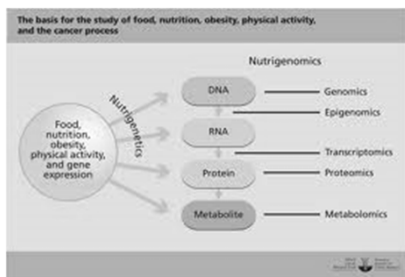 The basis for the study of food, nutrition, obesity, physical activity,
and the cancer process
Nutrigenomics
DNA
Genomics
Nutrigenetics
Epigenomics
Food,
nutrition,
obesity,
physical activity,
and gene
expression
RNA
Transcriptomics
Protein
Proteomics
Metabolite
Metabolomics